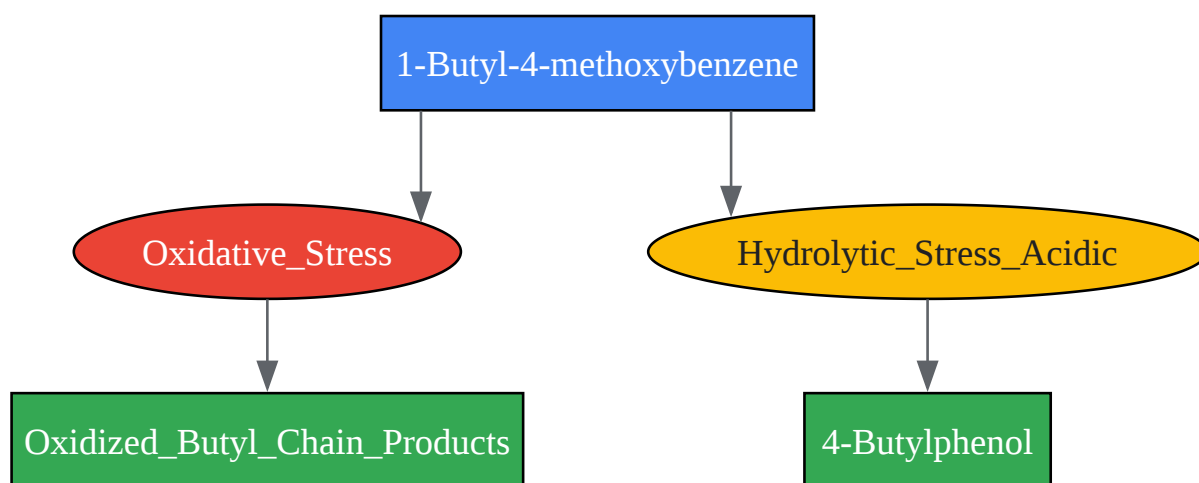 1-Butyl-4-methoxybenzene
Oxidative_Stress
Hydrolytic_Stress_Acidic
Oxidized_Butyl_Chain_Products
4-Butylphenol